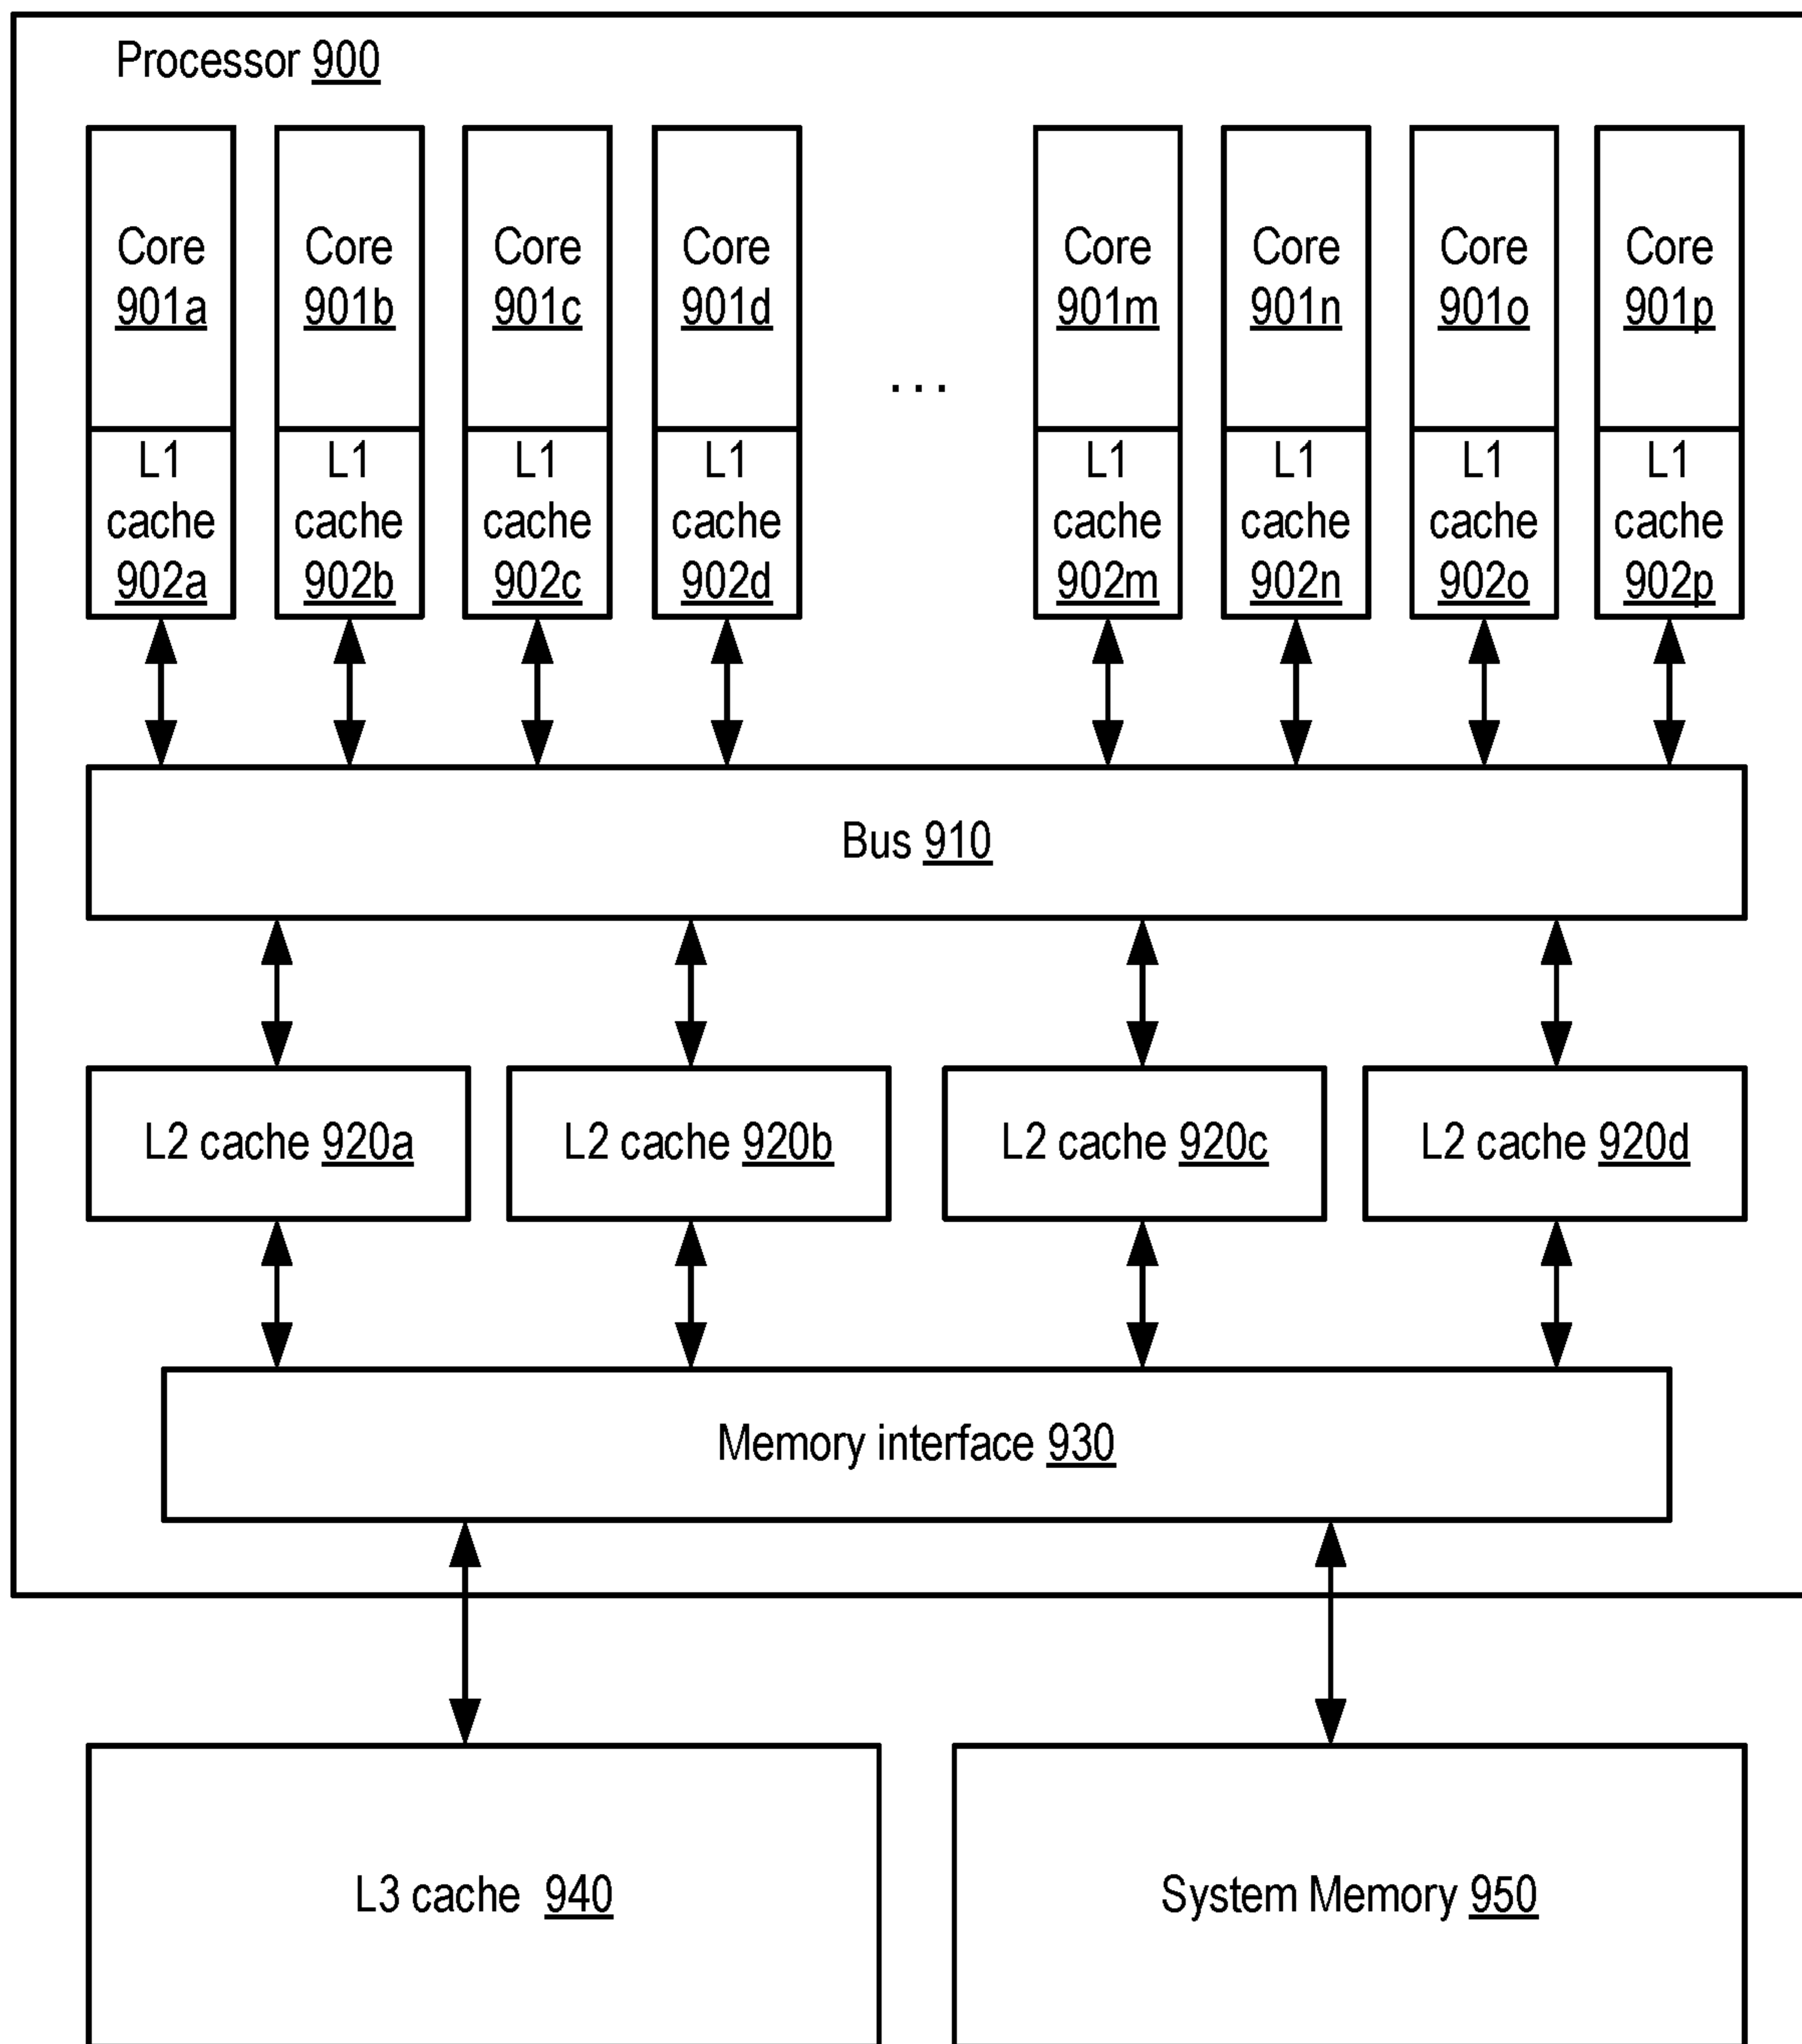 Processor 900
Core Core Core Core Core Core Core Core
901a 901b 901c 901d 901m 901n 901o 901p
...
L1 L1 L1 L1 L1 L1 L1 L1
cache cache cache cache cache cache cache cache
902a 902b 902c 902d 902m 902n 902o 902p
Bus 910
L2 cache 920a L2 cache 920b L2 cache 920c L2 cache 920d
Memory interface 930
L3 cache 940 System Memory 950